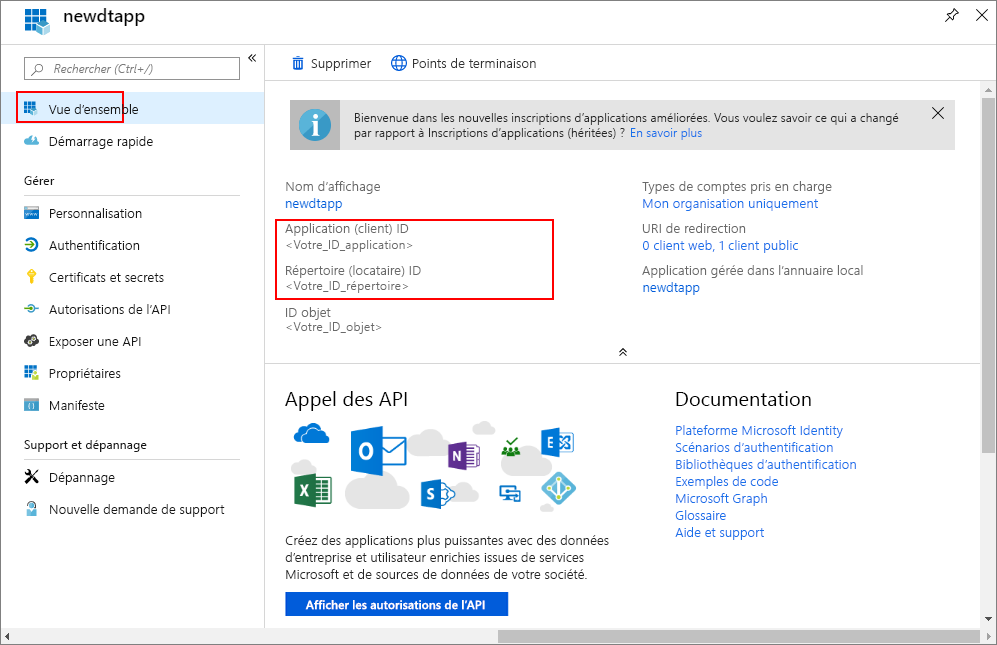 newdtapp
Rechercher (Ctrl+/)
Vue d'ensemble
Démarrage rapide
Gérer
Personnalisation
Authentification
Certificats et secrets
Autorisations de l'API
Exposer une API
Propriétaires
Manifeste
Support et dépannage
Dépannage
Nouvelle demande de support
Supprimer
Points de terminaison
Bienvenue dans les nouvelles inscriptions d'applications améliorées. Vous voulez savoir ce qui a changé
par rapport à Inscriptions d'applications (héritées) ? En savoir plus
Nom d'affichage
newdtapp
Application (client) ID
<Votre_ID_application>
Répertoire (locataire) ID
<Votre_ID_répertoire>
ID objet
<Votre_ID_objet>
Types de comptes pris en charge
Mon organisation uniquement
URI de redirection
0 client web, 1 client public
Application gérée dans l'annuaire local
newdtapp
Appel des API
O
N
E
X
S
Créez des applications plus puissantes avec des données
d'entreprise et utilisateur enrichies issues de services
Microsoft et de sources de données de votre société.
Afficher les autorisations de l'API
Documentation
Plateforme Microsoft Identity
Scénarios d'authentification
Bibliothèques d'authentification
Exemples de code
Microsoft Graph
Glossaire
Aide et support